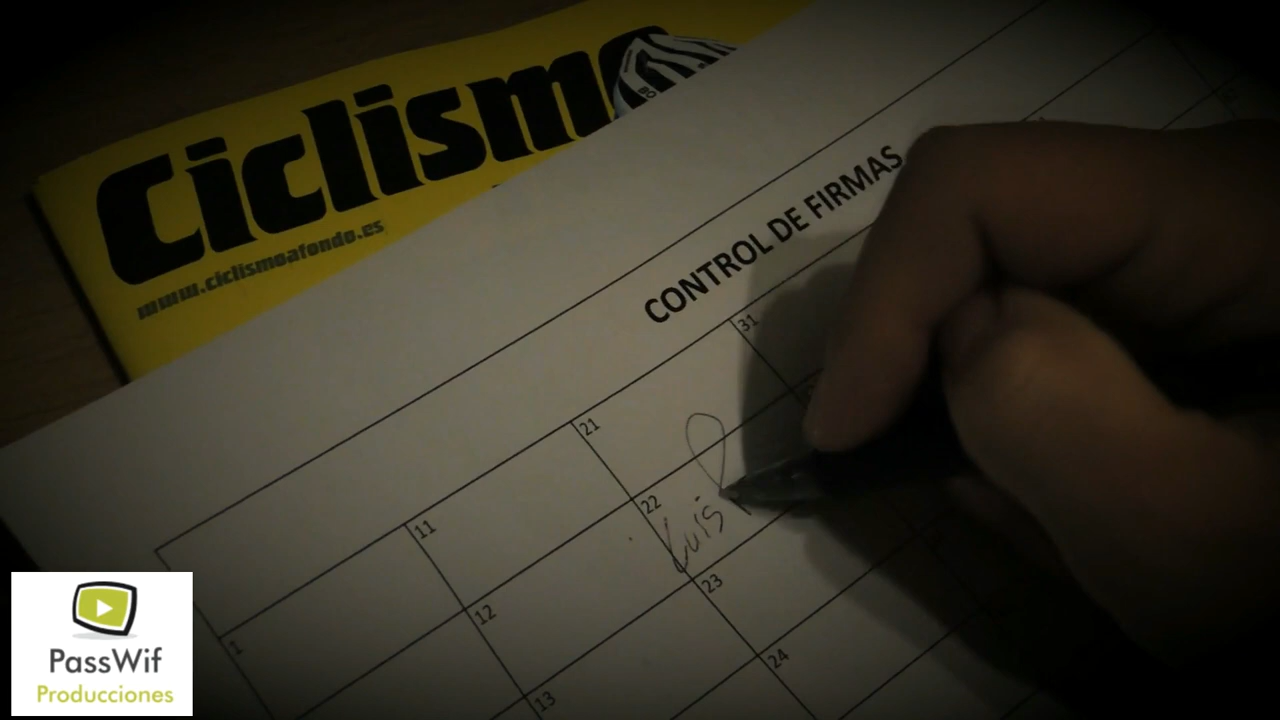 Ciclismo
www.ciclismoafondo.es
CONTROL DE FIRMAS
31
21
22
Luis
11
23
12
24
1
13
PassWif
Producciones